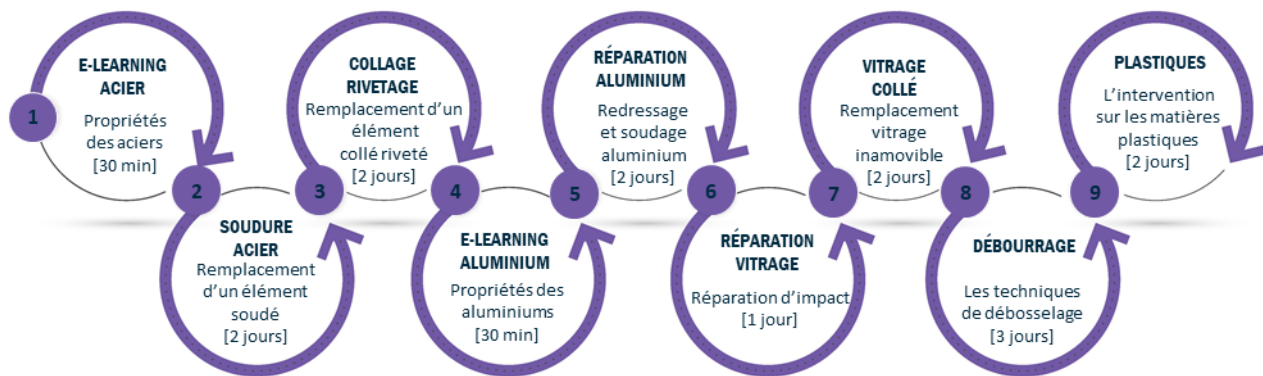 1
E-LEARNING
ACIER
Propriétés
des aciers
[30 min]
2
SOUDURE
ACIER
Remplacement
d'un élément
soudé
[2 jours]
3
COLLAGE
RIVETAGE
Remplacement d'un
élément
collé riveté
[2 jours]
4
E-LEARNING
ALUMINIUM
Propriétés des
aluminiums
[30 min]
5
RÉPARATION
ALUMINIUM
Redressage
et soudage
aluminium
[2 jours]
6
RÉPARATION
VITRAGE
Réparation d'impact
[1 jour]
7
VITRAGE
COLLÉ
Remplacement
vitrage
inamovible
[2 jours]
8
DÉBOURRAGE
Les techniques
de débosselage
[3 jours]
9
PLASTIQUES
L'intervention
sur les matières
plastiques
[2 jours]